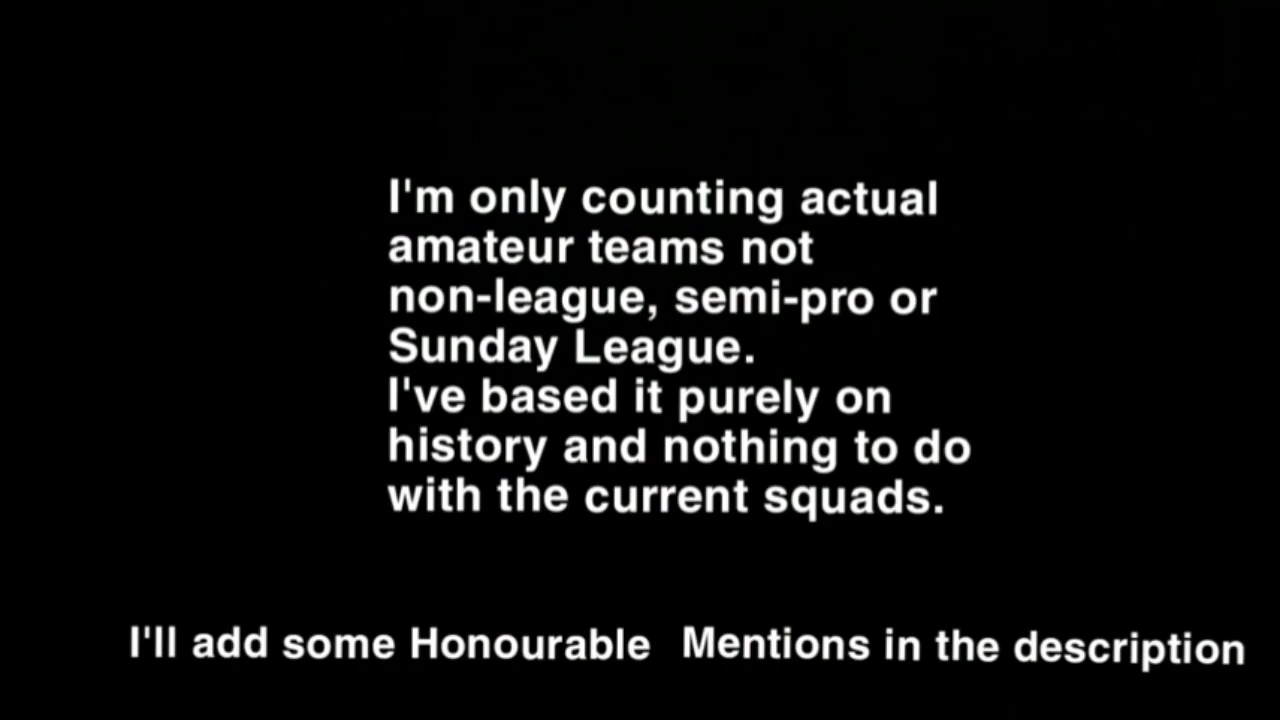 I'm only counting actual
amateur teams not
non-league, semi-pro or
Sunday League.
I've based it purely on
history and nothing to do
with the current squads.
I'll add some Honourable Mentions in the description